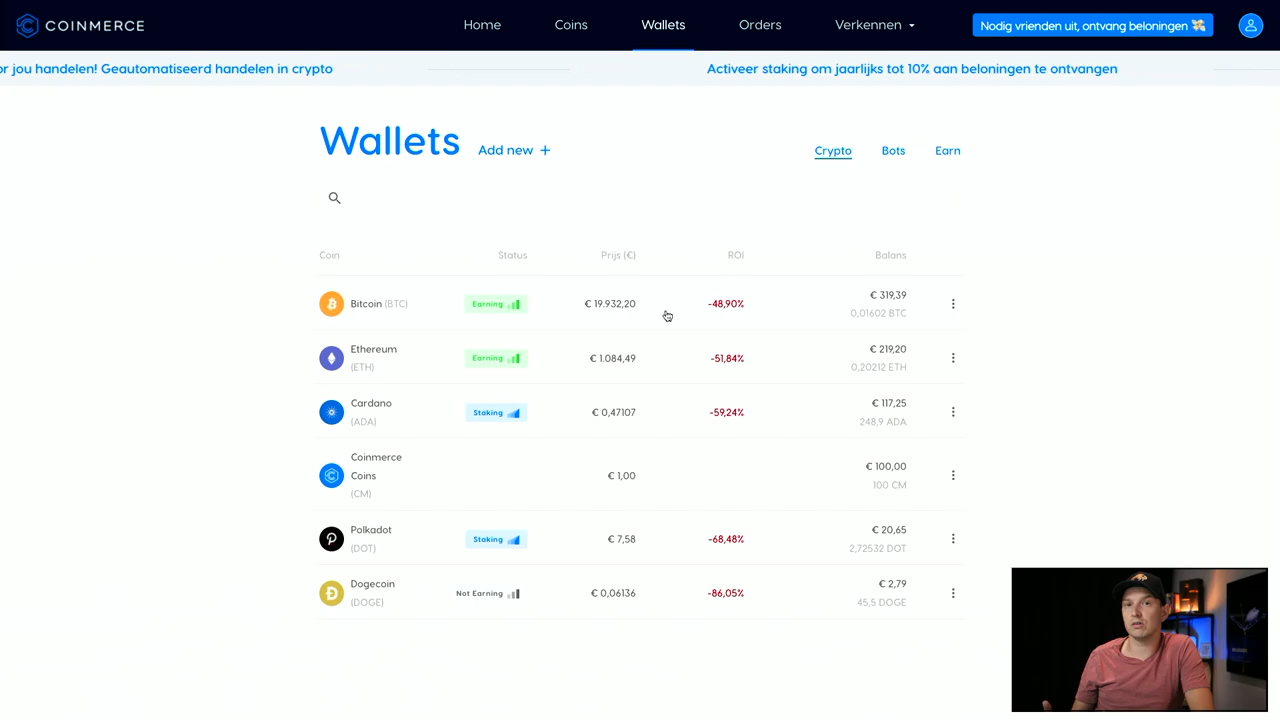 COINMERCE
Home
Coins
Wallets
Orders
Verkennen
Nodig vrienden uit, ontvang beloningen 💸
or jou handelen! Geautomatiseerd handelen in crypto
Activeer staking om jaarlijks tot 10% aan beloningen te ontvangen
Wallets
Add new +
Crypto
Bots
Earn
Coin
Status
Prijs (€)
ROI
Balans
Bitcoin (BTC)
Earning
€ 19.932,20
-48,90%
€ 319,39
0,01602 BTC
Ethereum
(ETH)
Earning
€ 1.084,49
-51,84%
€ 219,20
0,20212 ETH
Cardano
(ADA)
Staking
€ 0,47107
-59,24%
€ 117,25
248,9 ADA
Coinmerce
Coins
(CM)
€ 1,00
€ 100,00
100 CM
Polkadot
(DOT)
Staking
€ 7,58
-68,48%
€ 20,65
2,72532 DOT
Dogecoin
(DOGE)
Not Earning
€ 0,06136
-86,05%
€ 2,79
45,5 DOGE